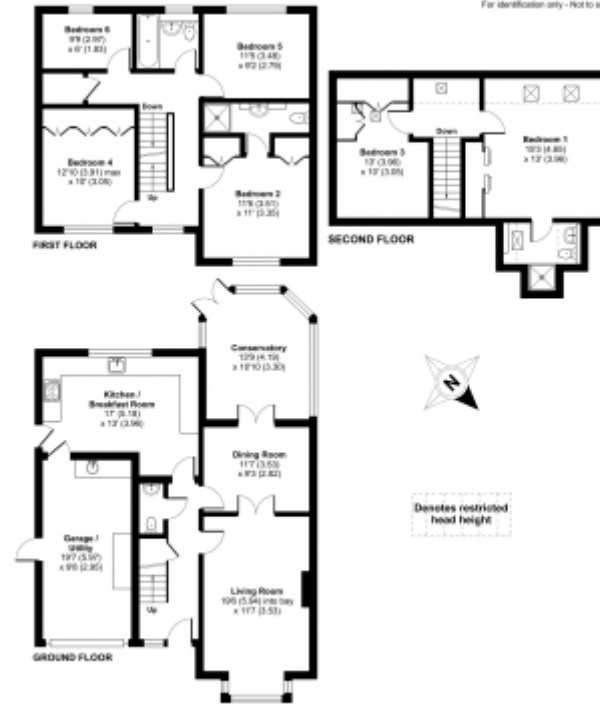 For identification only - Not to s
Bedroom 6
9'9 (2.97)
x 6' (1.83)
Bedroom 5
11'5 (3.48)
x 9'2 (2.79)
Down
Bedroom 4
12'10 (3.91) max
x 10' (3.05)
Up
Bedroom 2
11'6 (3.51)
x 11' (3.35)
FIRST FLOOR
Bedroom 3
13' (3.96)
x 10' (3.05)
Down
Bedroom 1
x 13' (3.96)
SECOND FLOOR
Conservatory
13'9 (4.19)
x 10'10 (3.30)
Kitchen /
Breakfast Room
17' (5.18)
x 13' (3.96)
Dining Room
11'7 (3.53)
x 9'3 (2.82)
N
Denotes restricted
head height
Garage /
Utility
19'7 (5.97)
x 9'8 (2.95)
Living Room
19'6 (5.94) into bay
x 11'7 (3.53)
Up
GROUND FLOOR